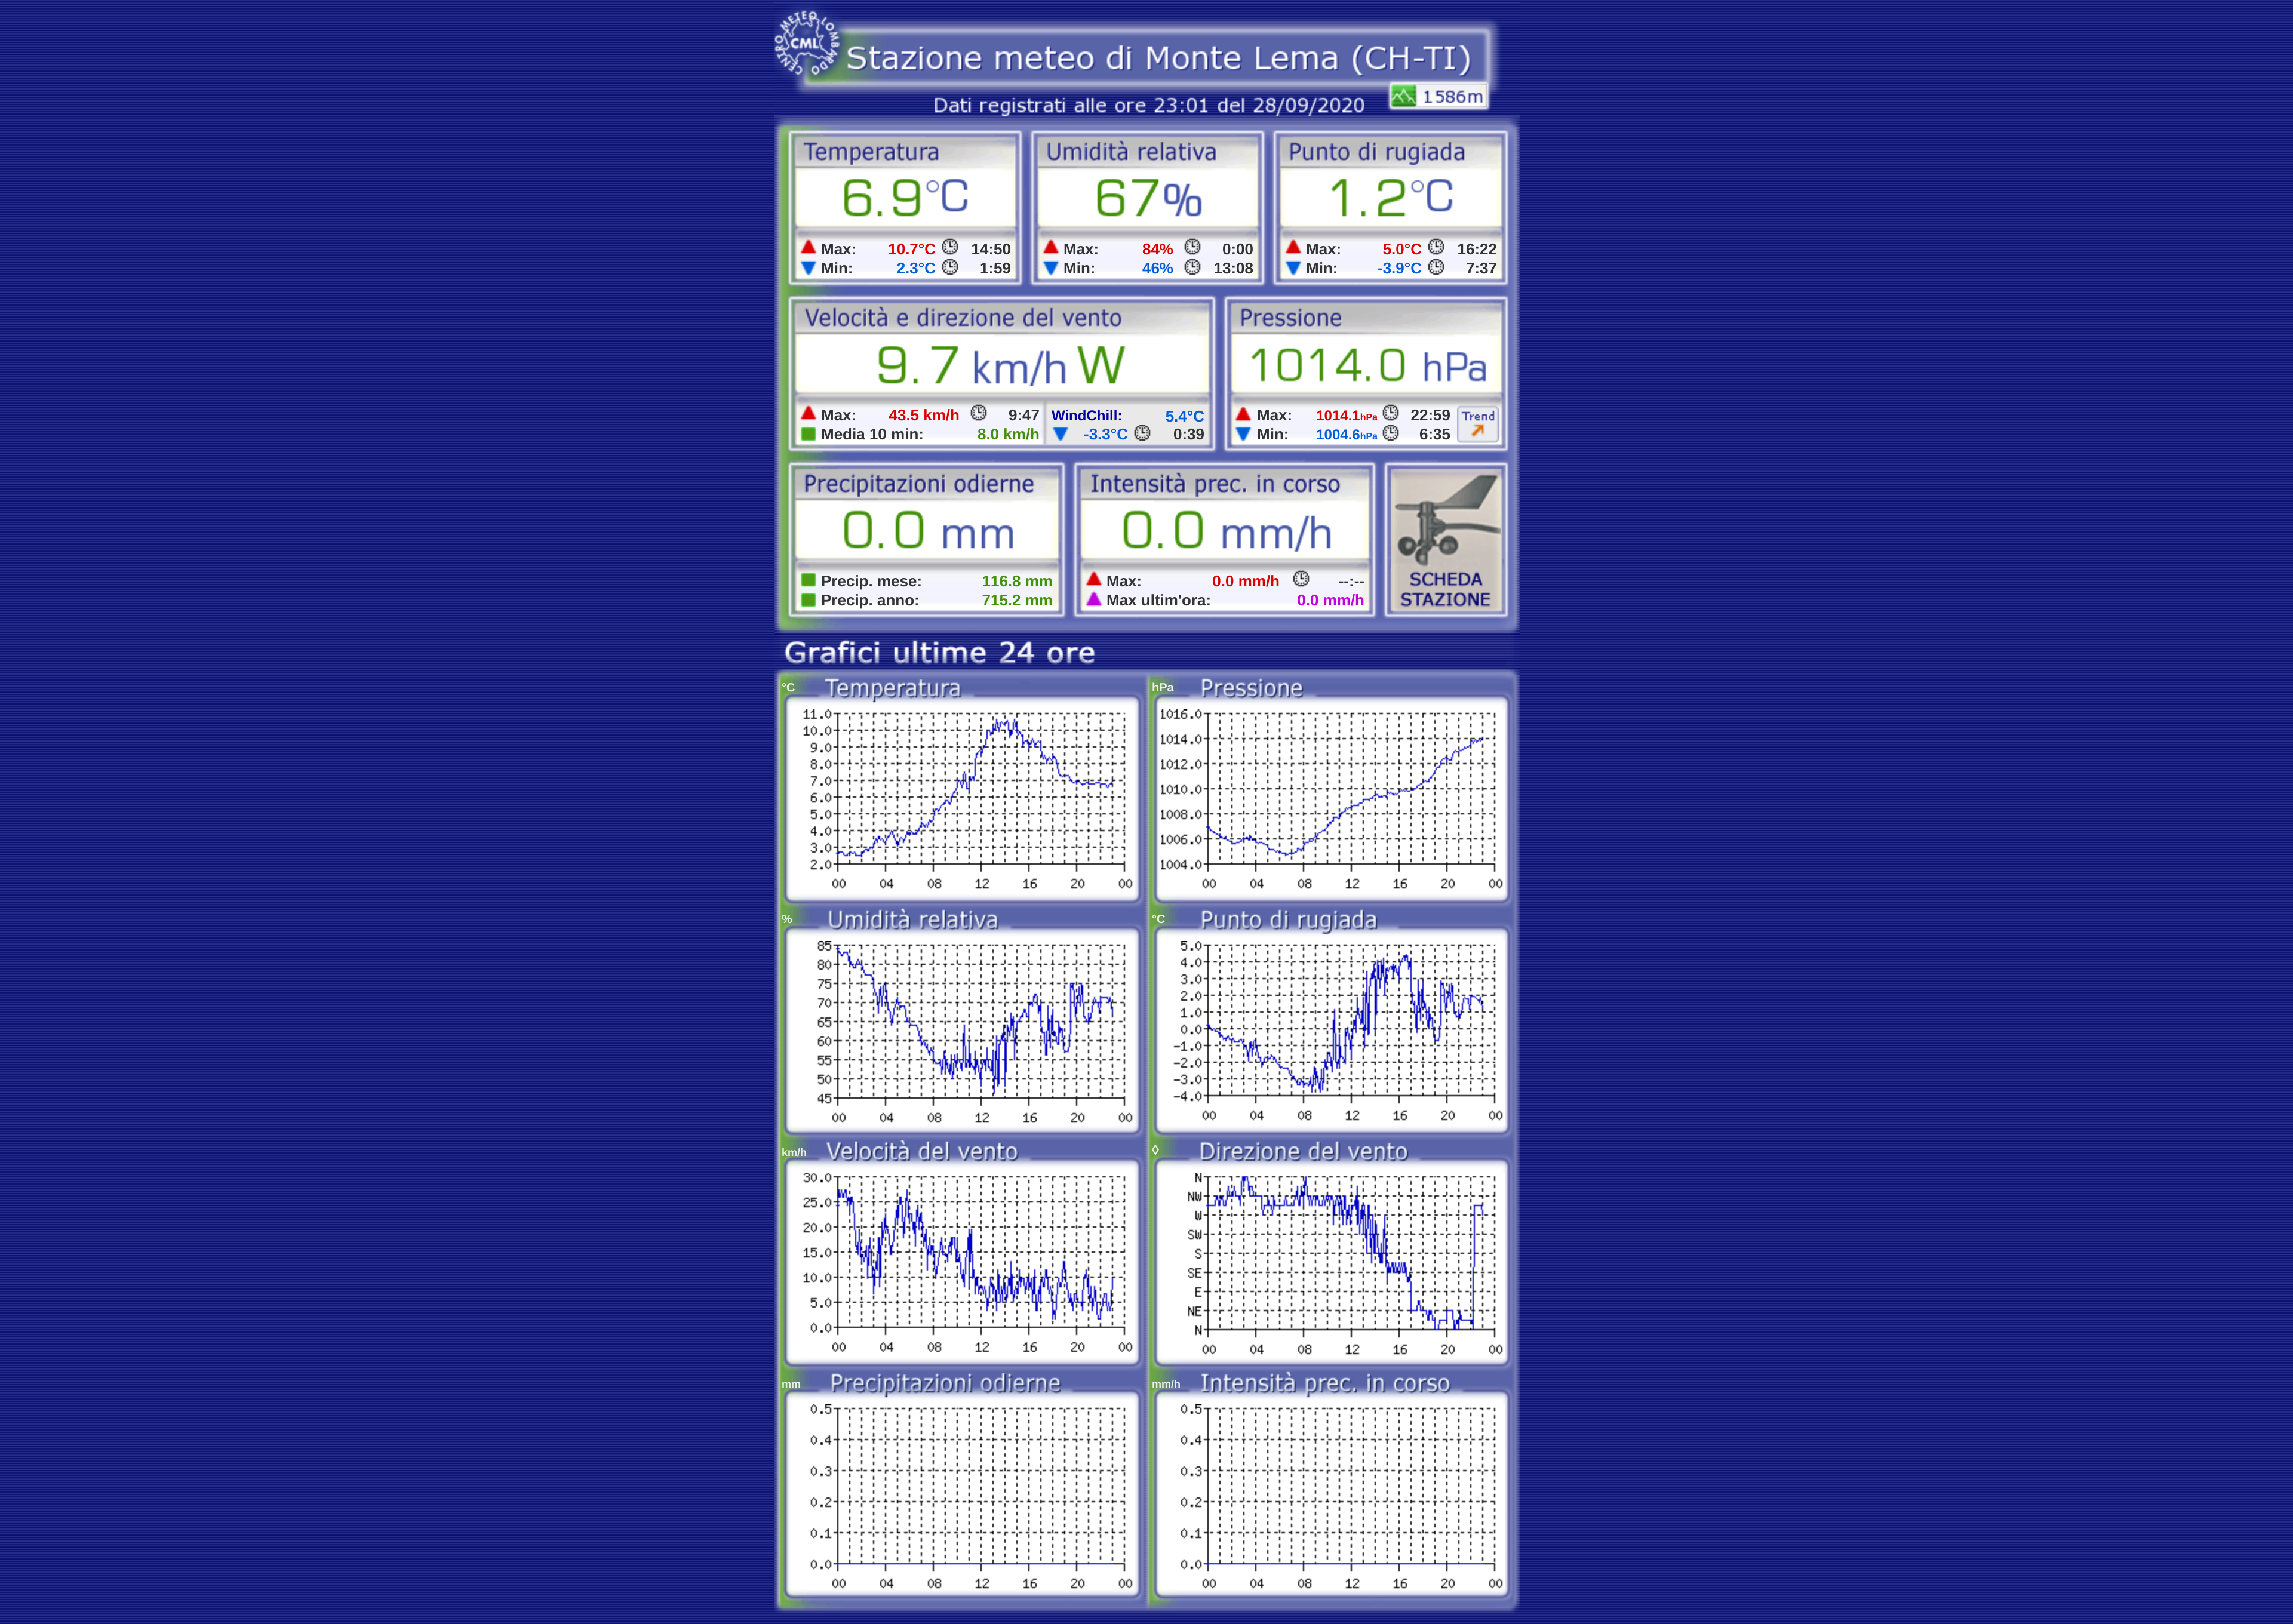 CENTRO METEO LOMBARDO
CML
Stazione meteo di Monte Lema (CH-TI)
1586m
Dati registrati alle ore 23:01 del 28/09/2020
Temperatura
6.9°C
Max: 10.7°C 14:50
Min: 2.3°C 1:59
Umidità relativa
67%
Max: 84% 0:00
Min: 46% 13:08
Punto di rugiada
1.2°C
Max: 5.0°C 16:22
Min: -3.9°C 7:37
Velocità e direzione del vento
9.7 km/h W
Max: 43.5 km/h 9:47
Media 10 min: 8.0 km/h
WindChill: 5.4°C
-3.3°C 0:39
Pressione
1014.0 hPa
Max: 1014.1hPa 22:59
Min: 1004.6hPa 6:35
Trend
Precipitazioni odierne
0.0 mm
Precip. mese: 116.8 mm
Precip. anno: 715.2 mm
Intensità prec. in corso
0.0 mm/h
Max: 0.0 mm/h --:--
Max ultim'ora: 0.0 mm/h
SCHEDA
STAZIONE
Grafici ultime 24 ore
°C Temperatura
11.0
10.0
9.0
8.0
7.0
6.0
5.0
4.0
3.0
2.0
00 04 08 12 16 20 00
hPa Pressione
1016.0
1014.0
1012.0
1010.0
1008.0
1006.0
1004.0
00 04 08 12 16 20 00
% Umidità relativa
85
80
75
70
65
60
55
50
45
00 04 08 12 16 20 00
°C Punto di rugiada
5.0
4.0
3.0
2.0
1.0
0.0
-1.0
-2.0
-3.0
-4.0
00 04 08 12 16 20 00
km/h Velocità del vento
30.0
25.0
20.0
15.0
10.0
5.0
0.0
00 04 08 12 16 20 00
◊ Direzione del vento
N
NW
W
SW
S
SE
E
NE
N
00 04 08 12 16 20 00
mm Precipitazioni odierne
0.5
0.4
0.3
0.2
0.1
0.0
00 04 08 12 16 20 00
mm/h Intensità prec. in corso
0.5
0.4
0.3
0.2
0.1
0.0
00 04 08 12 16 20 00